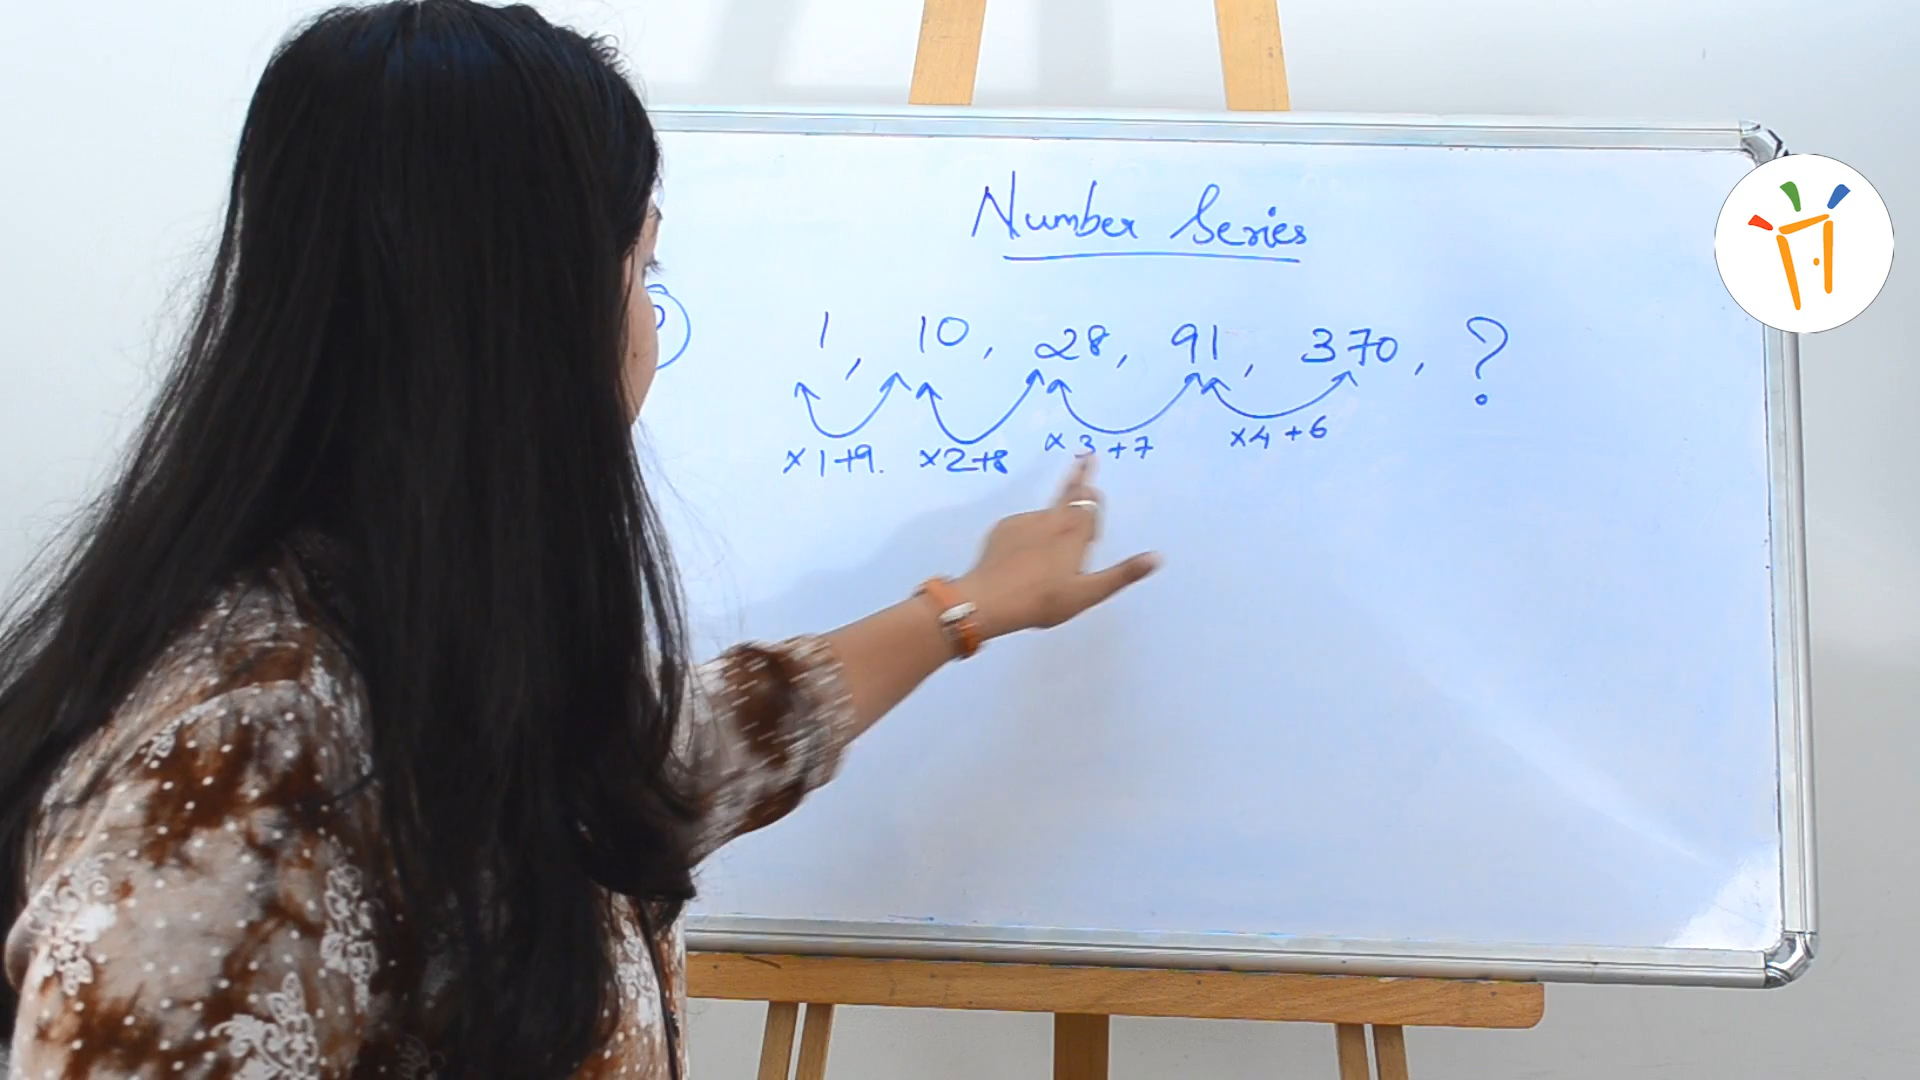 Number Series
1, 10, 28, 91, 370, ?
×1+9. ×2+8 ×3+7 ×4+6